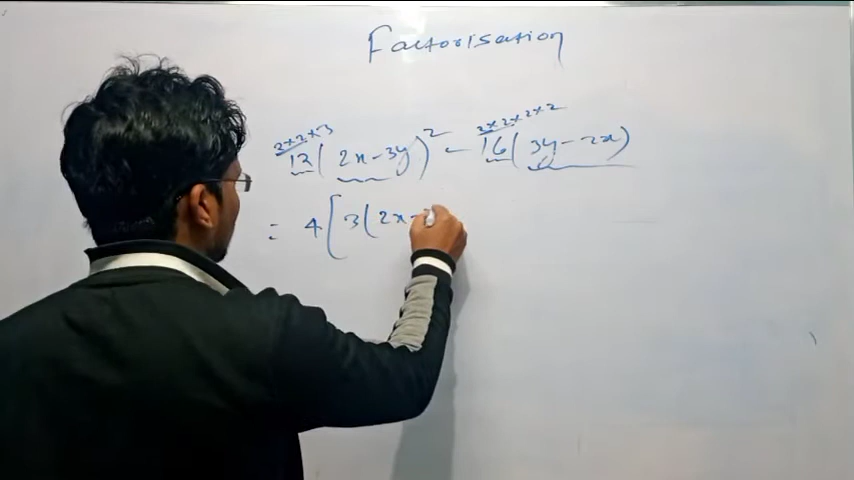 Factorisation
2×2×3 2×2×2×2
12(2x-3y)² - 16(3y-2x)
= 4[3(2x-